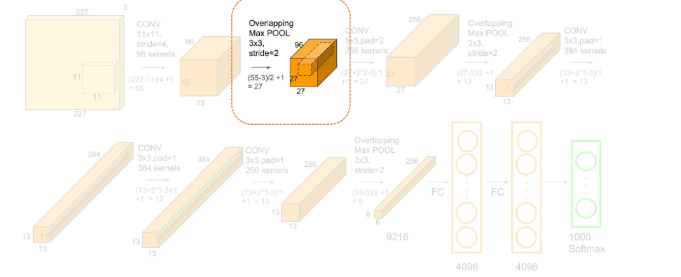 227
3
CONV
11x11,
stride=4,
96 kernels
(227-11)/4 +1
= 55
11
11
227
96
55
55
Overlapping
Max POOL
3x3,
stride=2
(55-3)/2 +1
= 27
96
27
27
CONV
5x5,pad=2
256 kernels
(27+2*2-5)/1
+1 = 27
256
27
27
Overlapping
Max POOL
3x3,
stride=2
(27-3)/2 +1
= 13
256
13
13
CONV
3x3,pad=1
384 kernels
(13+2*1-3)/1
+1 = 13
384
13
13
CONV
3x3,pad=1
384 kernels
(13+2*1-3)/1
+1 = 13
384
13
13
CONV
3x3,pad=1
256 kernels
(13+2*1-3)/1
+1 = 13
256
13
13
Overlapping
Max POOL
3x3,
stride=2
(13-3)/2 +1
= 6
256
6
6
9216
FC
4096
FC
4096
1000
Softmax